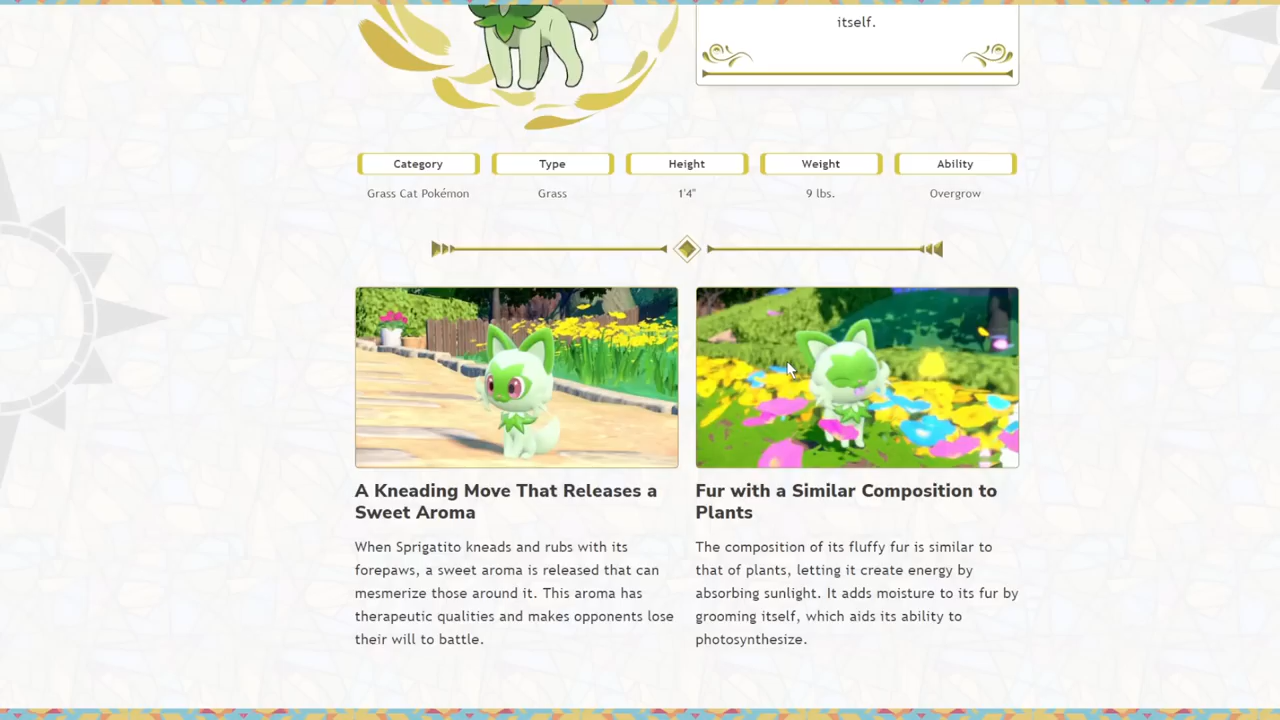 itself.
Category
Type
Height
Weight
Ability
Grass Cat Pokémon
Grass
1'4"
9 lbs.
Overgrow
A Kneading Move That Releases a
Sweet Aroma
When Sprigatito kneads and rubs with its
forepaws, a sweet aroma is released that can
mesmerize those around it. This aroma has
therapeutic qualities and makes opponents lose
their will to battle.
Fur with a Similar Composition to
Plants
The composition of its fluffy fur is similar to
that of plants, letting it create energy by
absorbing sunlight. It adds moisture to its fur by
grooming itself, which aids its ability to
photosynthesize.